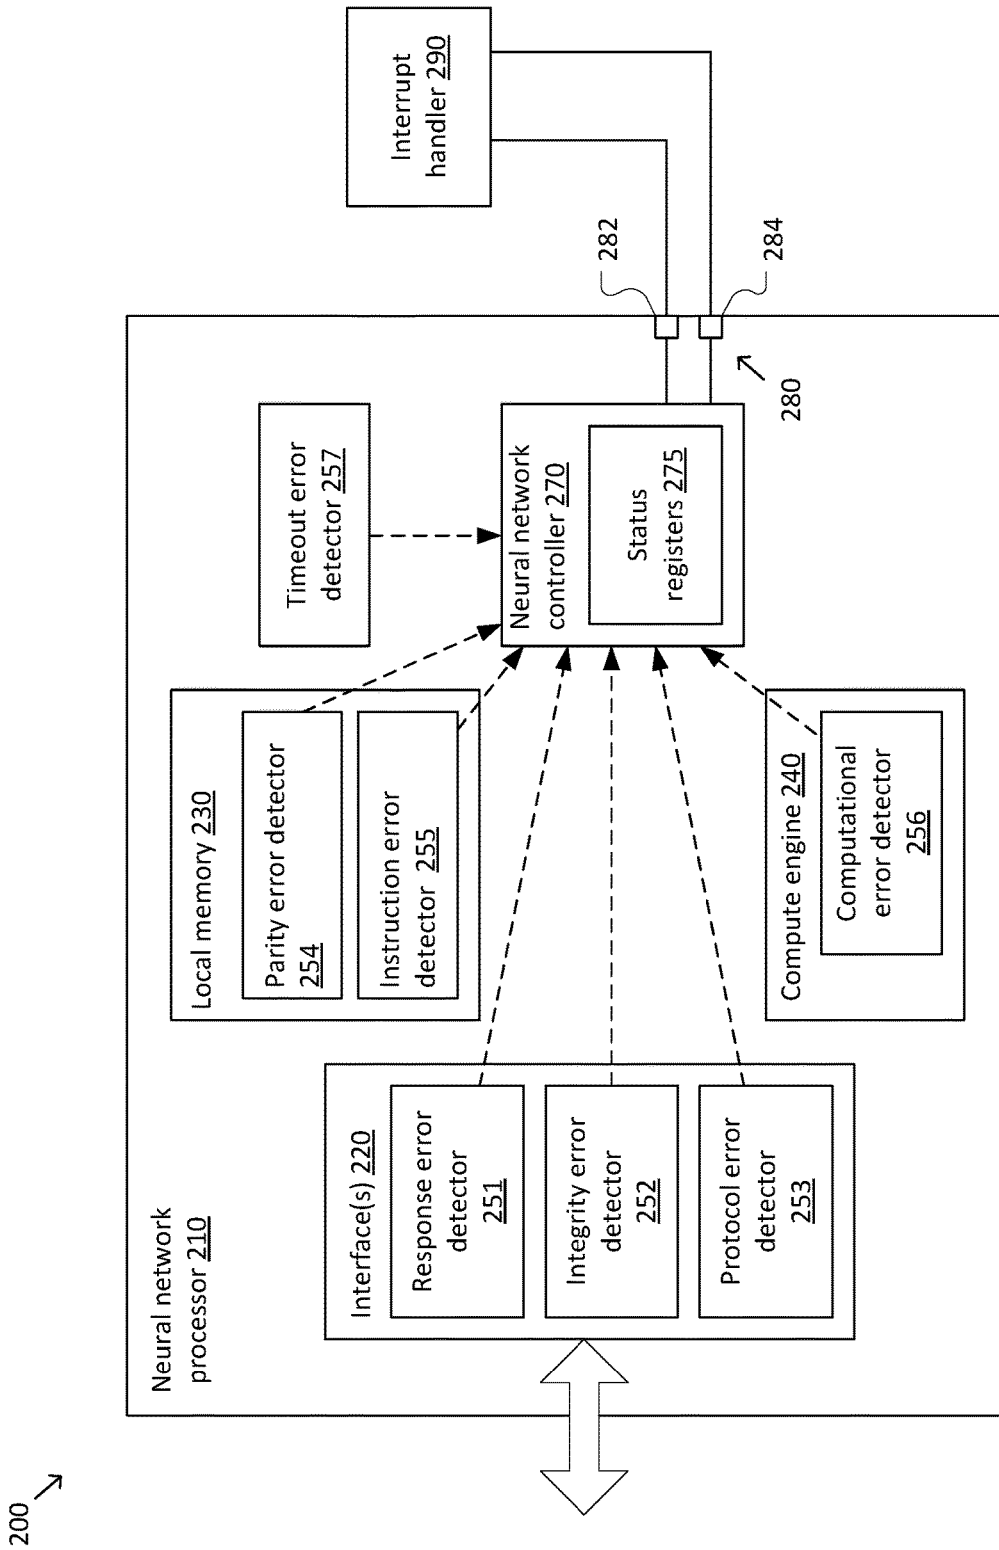 200
Neural network
processor 210
Interface(s) 220
Response error
detector
251
Integrity error
detector
252
Protocol error
detector
253
Local memory 230
Parity error detector
254
Instruction error
detector 255
Compute engine 240
Computational
error detector
256
Timeout error
detector 257
Neural network
controller 270
Status
registers 275
280
282
284
Interrupt
handler 290